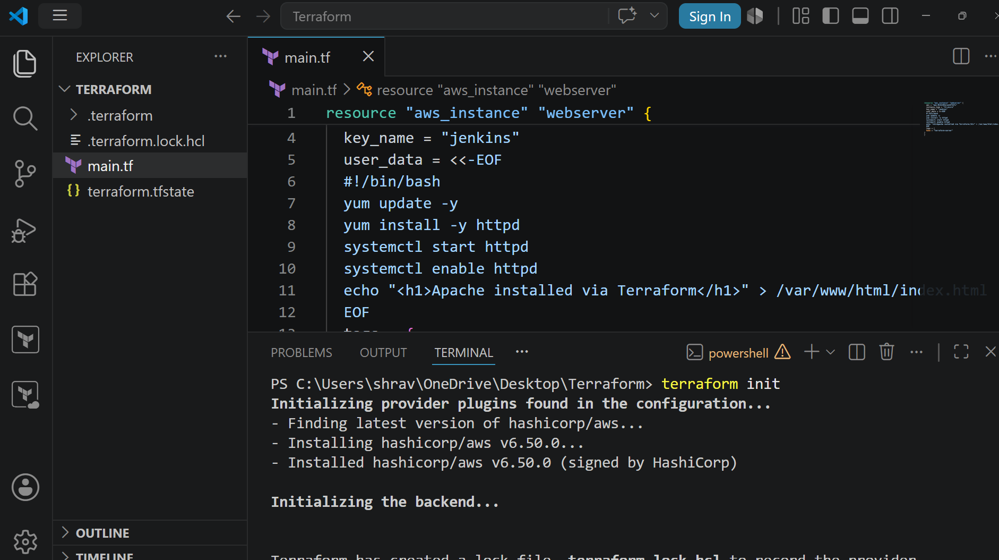 Terraform
Sign In
EXPLORER
TERRAFORM
.terraform
.terraform.lock.hcl
main.tf
terraform.tfstate
OUTLINE
TIMELINE
main.tf
main.tf > resource "aws_instance" "webserver"
1 resource "aws_instance" "webserver" {
4 key_name = "jenkins"
5 user_data = <<-EOF
6 #!/bin/bash
7 yum update -y
8 yum install -y httpd
9 systemctl start httpd
10 systemctl enable httpd
11 echo "<h1>Apache installed via Terraform</h1>" > /var/www/html/index.html
12 EOF
13 tags {
PROBLEMS OUTPUT TERMINAL
powershell
PS C:\Users\shrav\OneDrive\Desktop\Terraform> terraform init
Initializing provider plugins found in the configuration...
- Finding latest version of hashicorp/aws...
- Installing hashicorp/aws v6.50.0...
- Installed hashicorp/aws v6.50.0 (signed by HashiCorp)
Initializing the backend...
Terraform has created a lock file .terraform.lock.hcl to record the provider